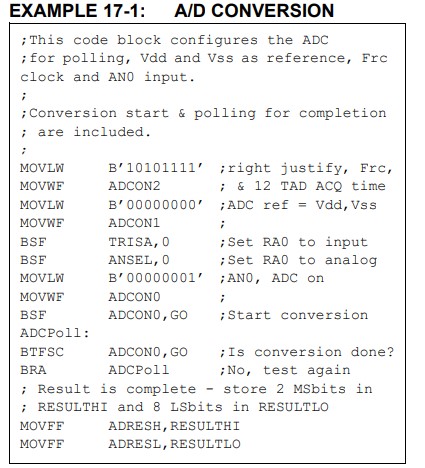 EXAMPLE 17-1: A/D CONVERSION
;This code block configures the ADC
;for polling, Vdd and Vss as reference, Frc
clock and AN0 input.
;
;Conversion start & polling for completion
; are included.
;
MOVLW B’10101111’ ;right justify, Frc,
MOVWF ADCON2 ; & 12 TAD ACQ time
MOVLW B’00000000’ ;ADC ref = Vdd,Vss
MOVWF ADCON1 ;
BSF TRISA,0 ;Set RA0 to input
BSF ANSEL,0 ;Set RA0 to analog
MOVLW B’00000001’ ;AN0, ADC on
MOVWF ADCON0 ;
BSF ADCON0,GO ;Start conversion
ADCPoll:
BTFSC ADCON0,GO ;Is conversion done?
BRA ADCPoll ;No, test again
; Result is complete - store 2 MSbits in
; RESULTHI and 8 LSbits in RESULTLO
MOVFF ADRESH,RESULTHI
MOVFF ADRESL,RESULTLO